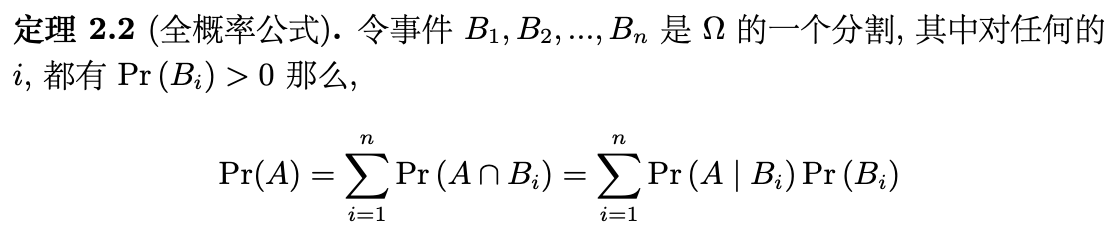 定理 2.2 (全概率公式). 令事件 B₁, B₂, ..., Bₙ 是 Ω 的一个分割, 其中对任何的
i, 都有 Pr (Bᵢ) > 0 那么,
Pr(A) = ∑ᵢ₌₁ⁿ Pr (A ∩ Bᵢ) = ∑ᵢ₌₁ⁿ Pr (A | Bᵢ) Pr (Bᵢ)